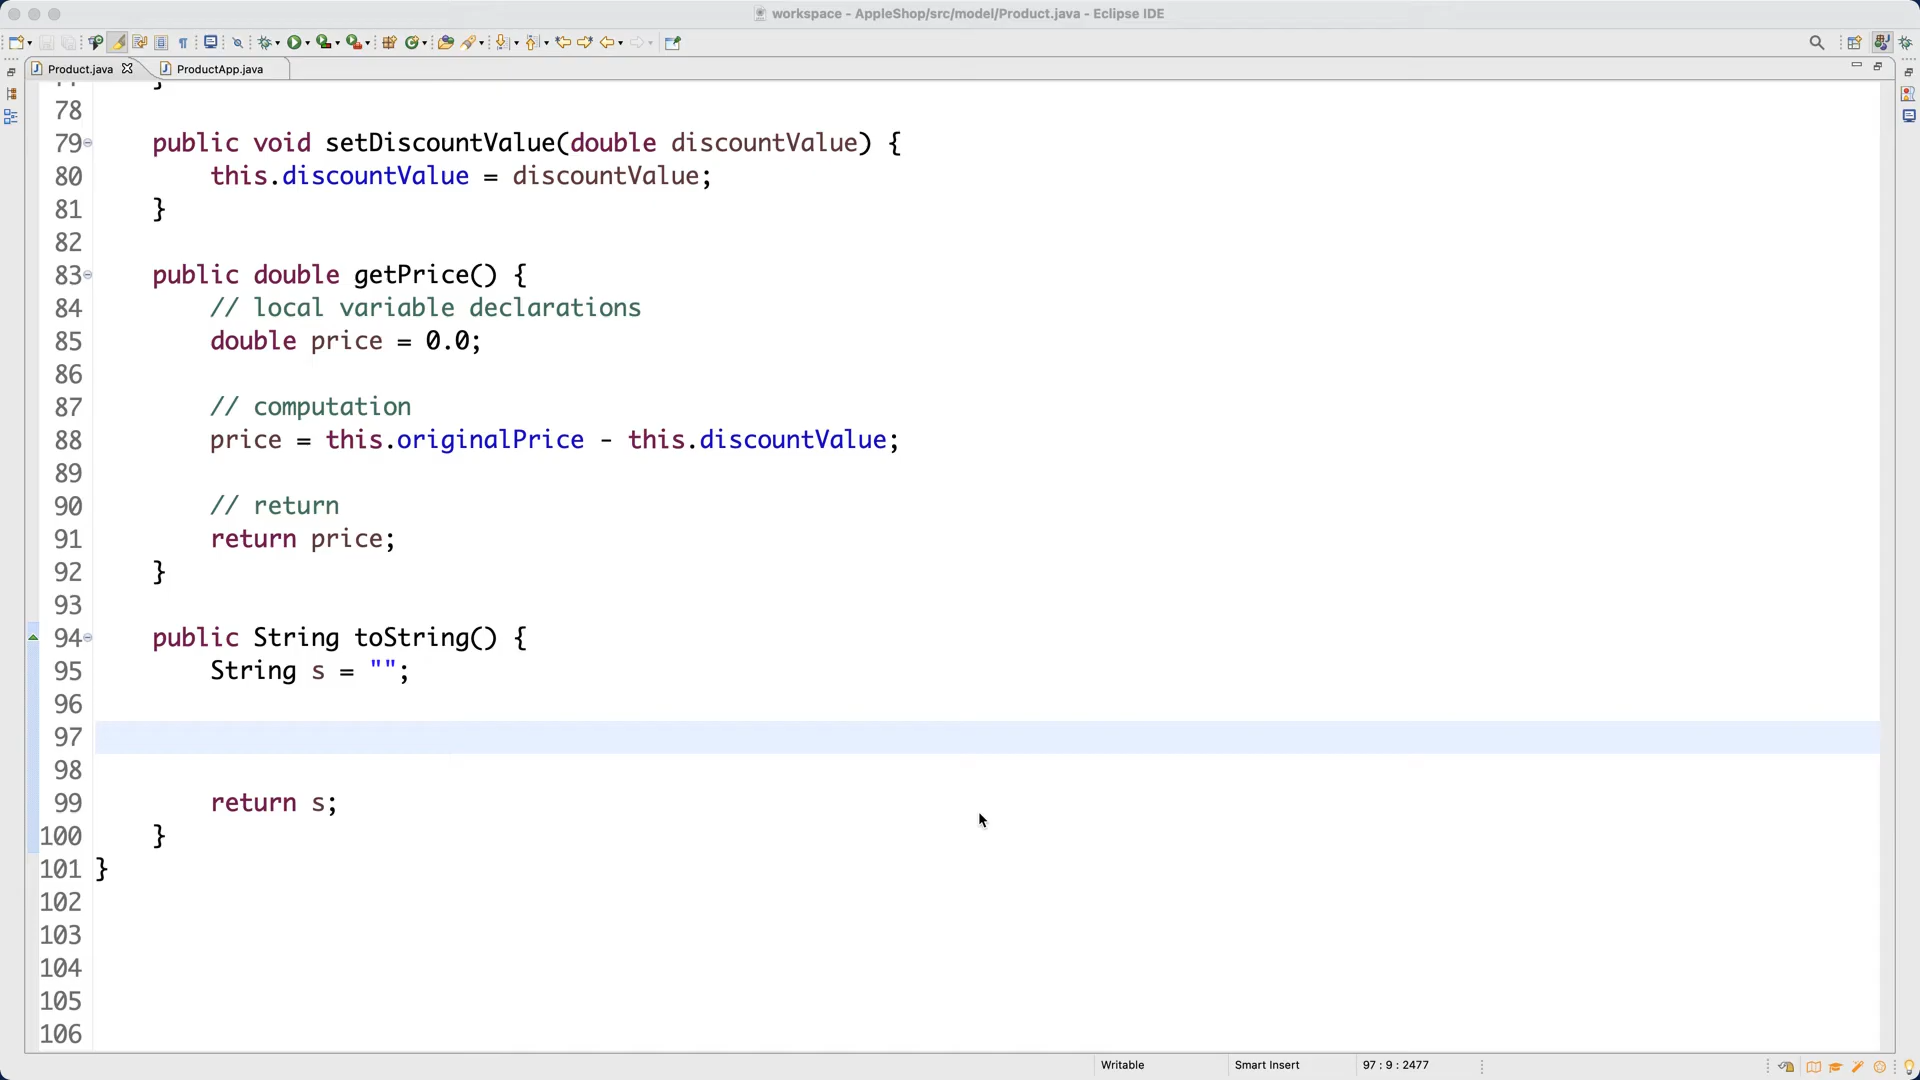 workspace - AppleShop/src/model/Product.java - Eclipse IDE
Product.java
ProductApp.java
78
79 public void setDiscountValue(double discountValue) {
80 this.discountValue = discountValue;
81 }
82
83 public double getPrice() {
84 // local variable declarations
85 double price = 0.0;
86
87 // computation
88 price = this.originalPrice - this.discountValue;
89
90 // return
91 return price;
92 }
93
94 public String toString() {
95 String s = "";
96
97
98
99 return s;
100 }
101 }
102
103
104
105
106
Writable
Smart Insert
97 : 9 : 2477